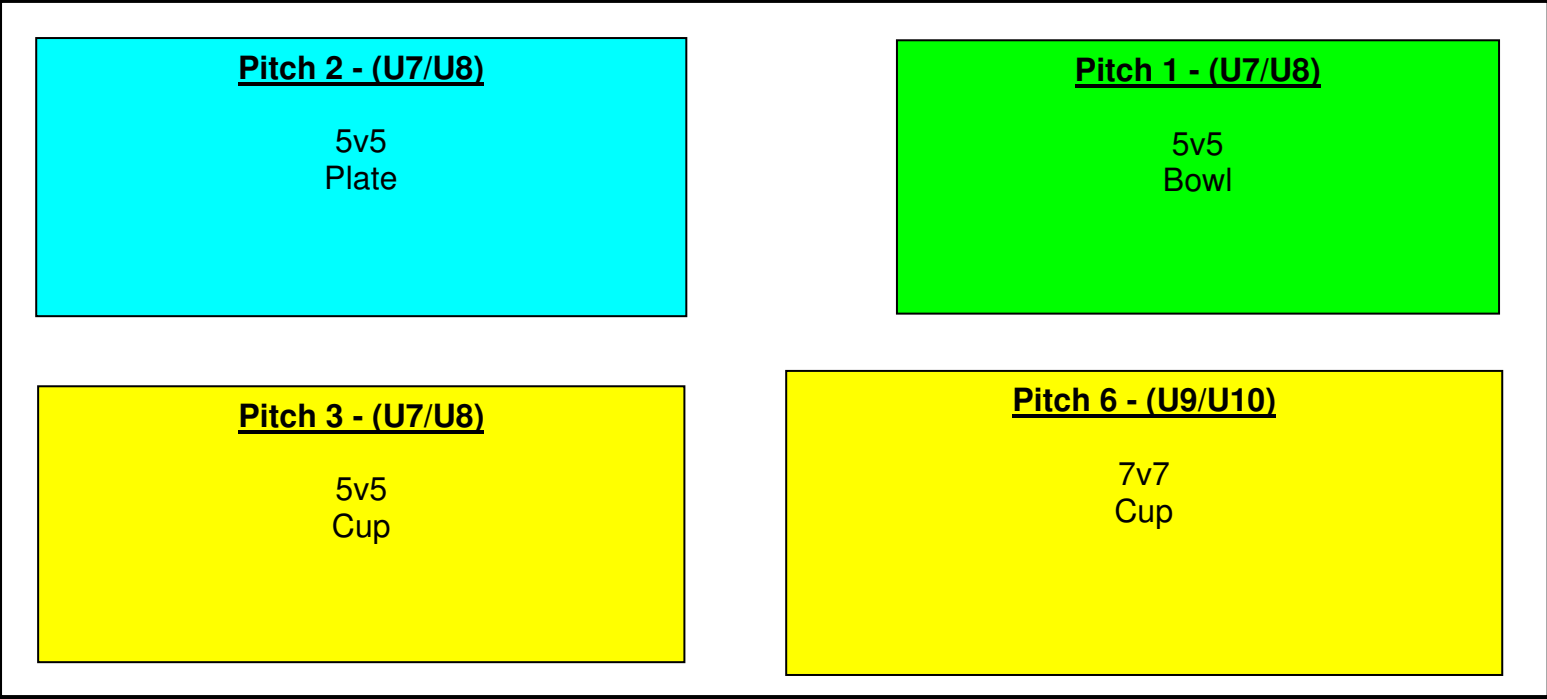 Pitch 2 - (U7/U8)
5v5
Plate
Pitch 1 - (U7/U8)
5v5
Bowl
Pitch 3 - (U7/U8)
5v5
Cup
Pitch 6 - (U9/U10)
7v7
Cup